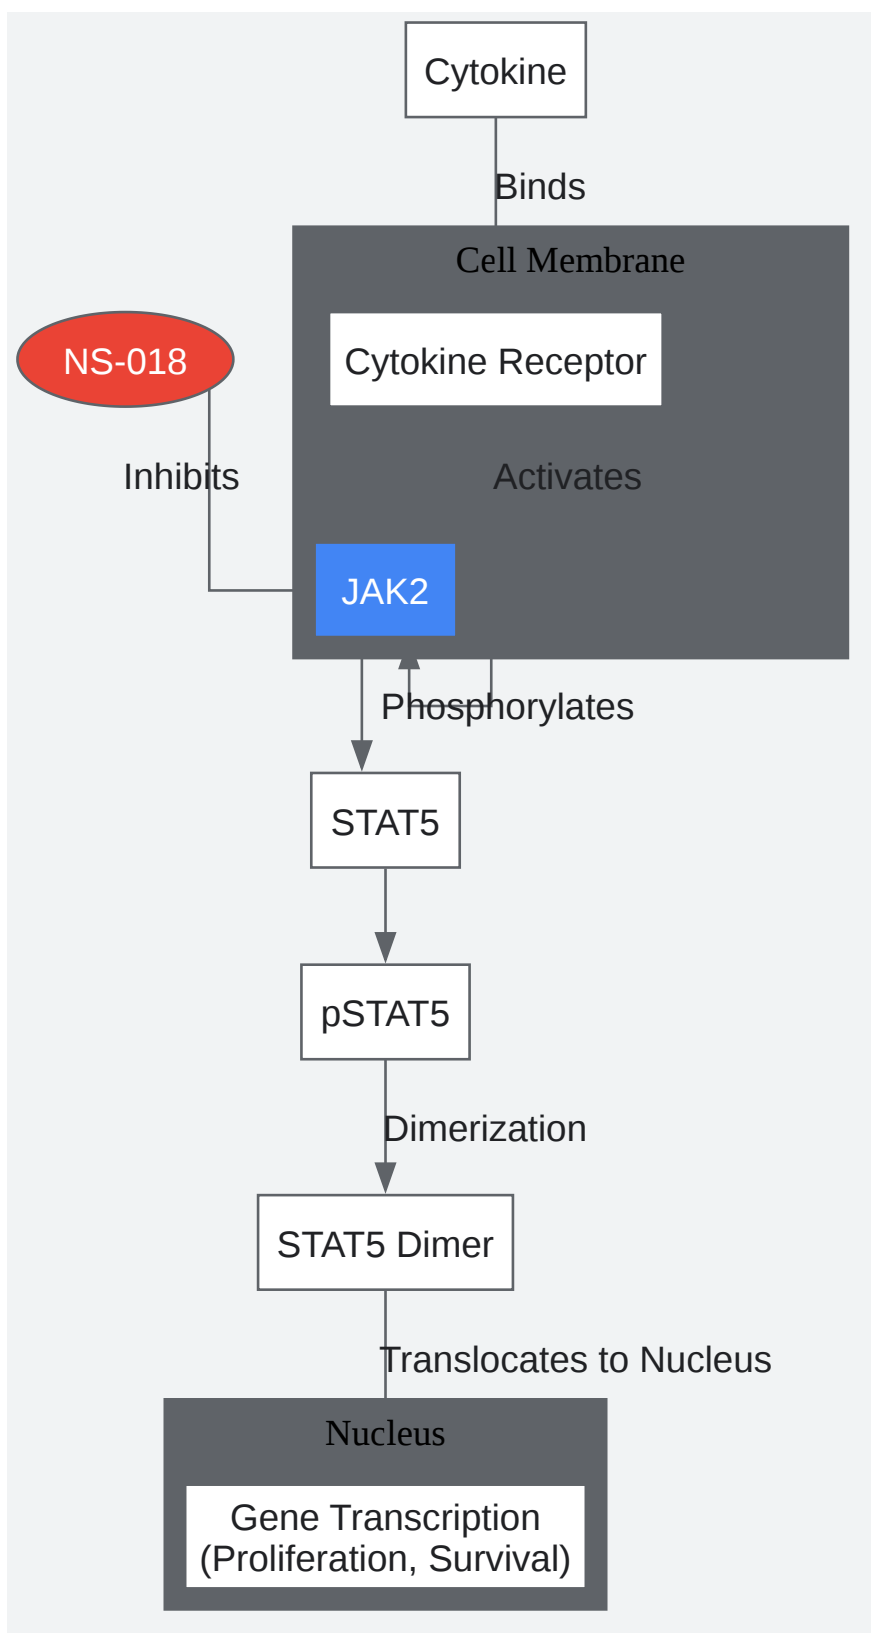 Cytokine
Binds
Cell Membrane
NS-018
Cytokine Receptor
Inhibits
Activates
JAK2
Phosphorylates
STAT5
pSTAT5
Dimerization
STAT5 Dimer
Translocates to Nucleus
Nucleus
Gene Transcription
(Proliferation, Survival)